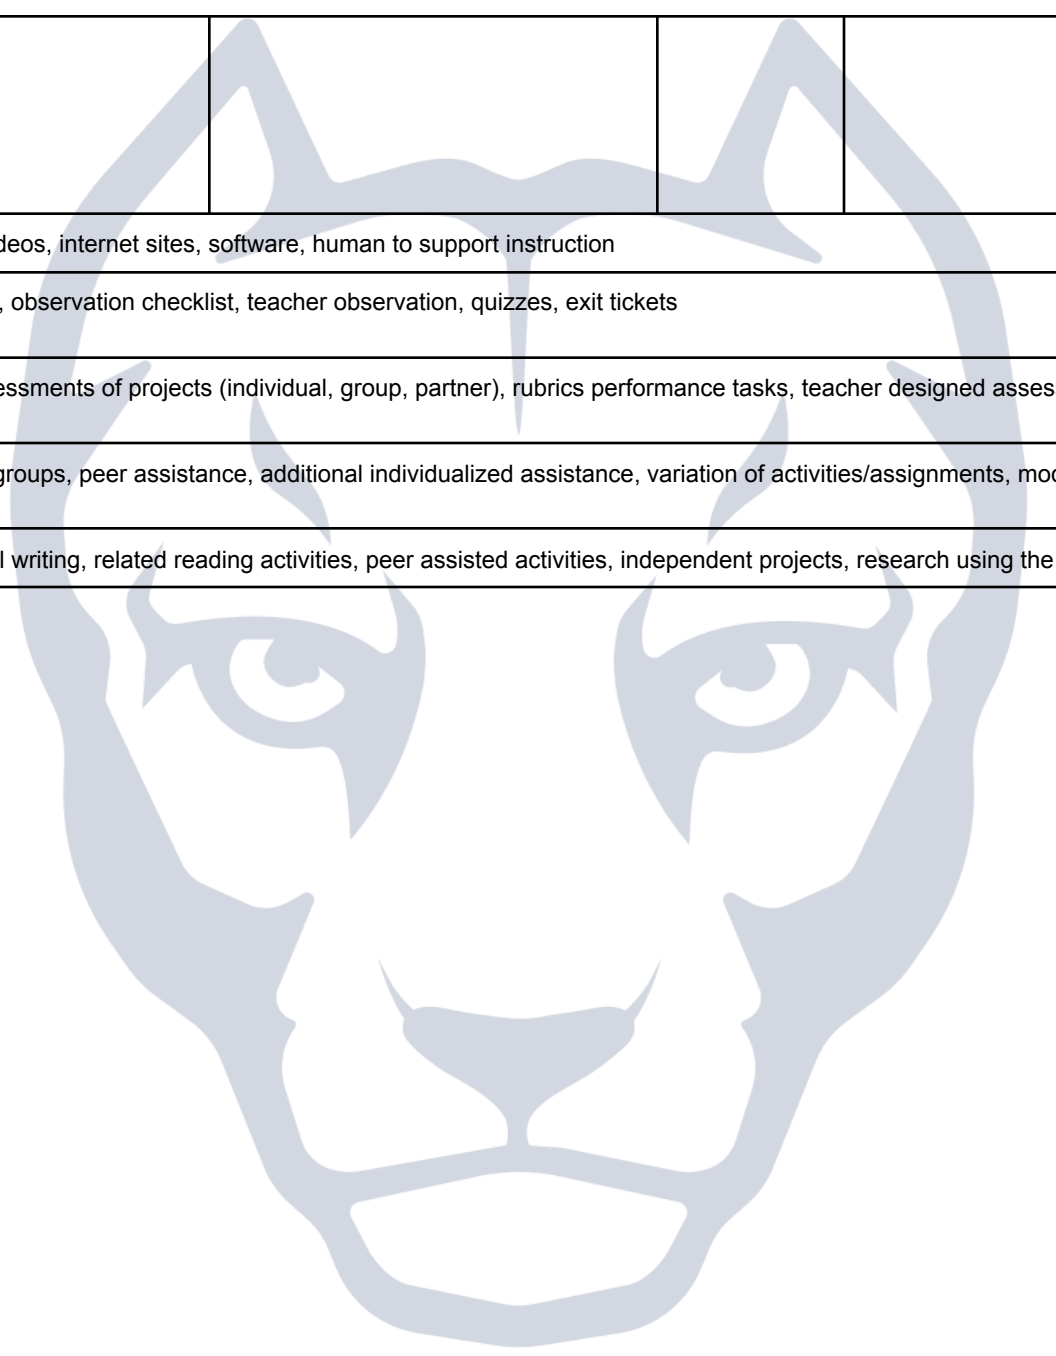 deos, internet sites, software, human to support instruction
, observation checklist, teacher observation, quizzes, exit tickets
essments of projects (individual, group, partner), rubrics performance tasks, teacher designed asses
groups, peer assistance, additional individualized assistance, variation of activities/assignments, mod
l writing, related reading activities, peer assisted activities, independent projects, research using the